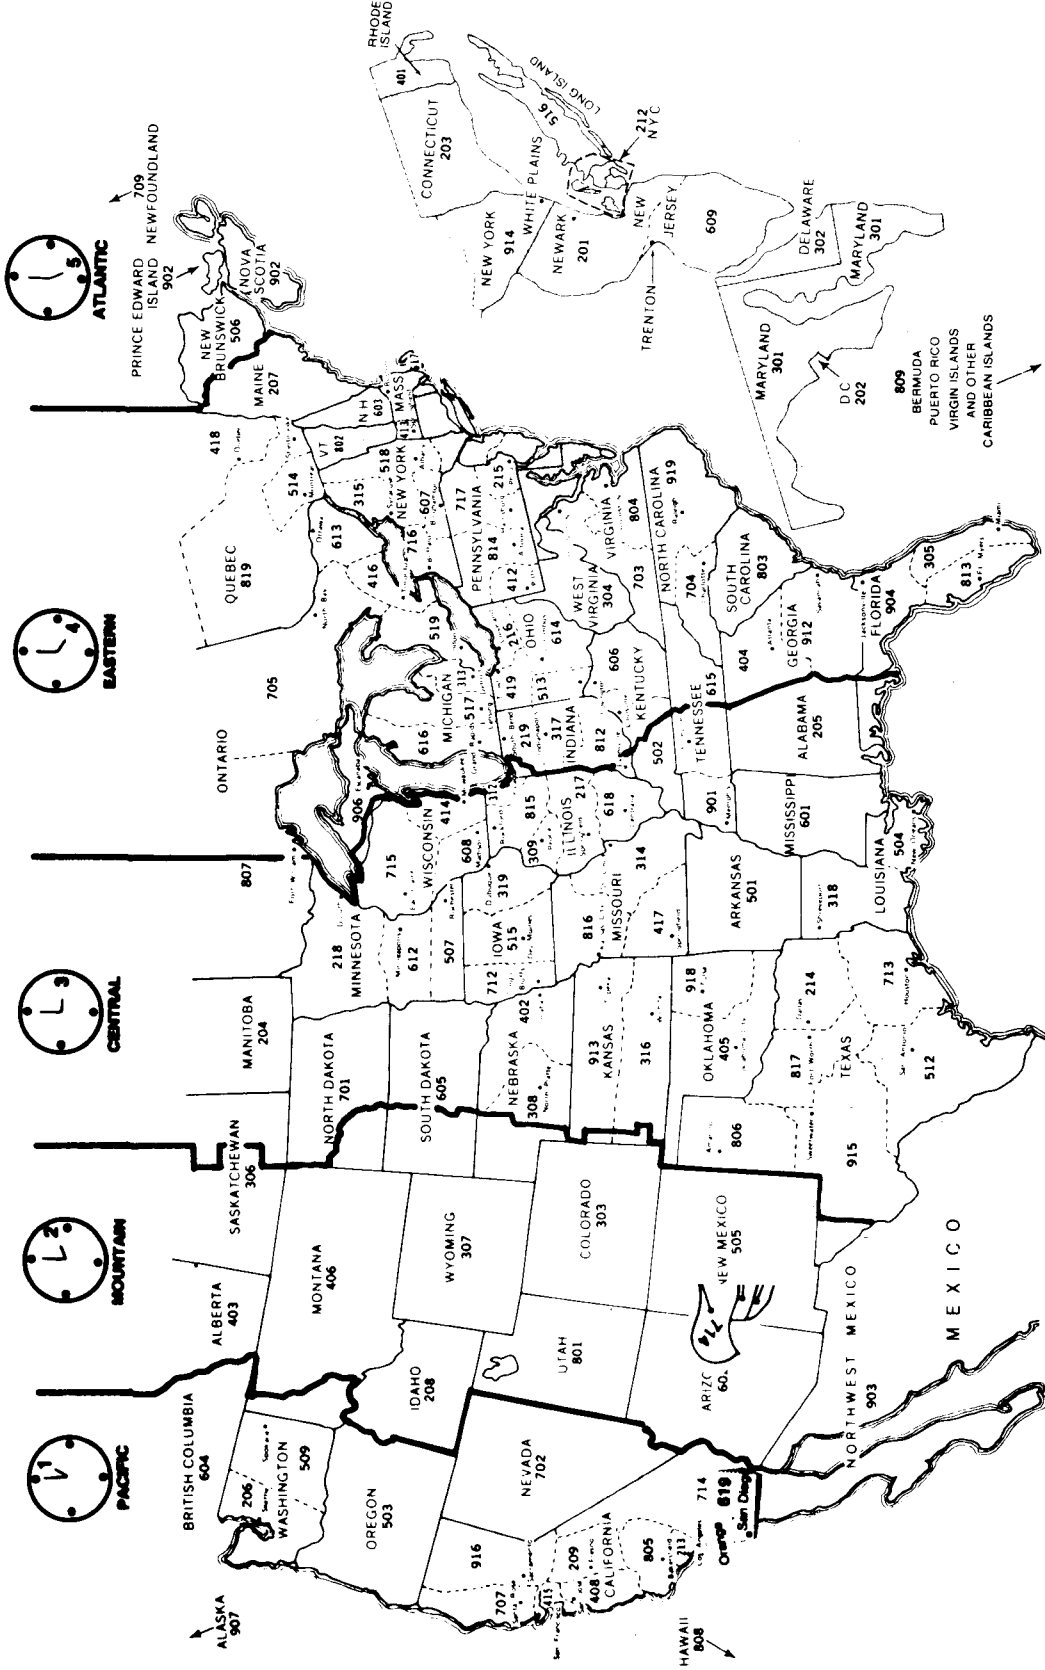 PACIFIC
1
MOUNTAIN
2
CENTRAL
3
EASTERN
4
ATLANTIC
5
ALASKA
907
HAWAII
808
BRITISH COLUMBIA
604
ALBERTA
403
SASKATCHEWAN
306
MANITOBA
204
807
ONTARIO
705
QUEBEC
819
418
514
613
416
519
PRINCE EDWARD
ISLAND
902
NEWFOUNDLAND
709
NEW
BRUNSWICK
506
NOVA
SCOTIA
902
206
WASHINGTON
509
OREGON
503
IDAHO
208
MONTANA
406
WYOMING
307
NEVADA
702
UTAH
801
COLORADO
303
916
707
415
408
209
CALIFORNIA
805
213
714
Orange
619
San Diego
NEW MEXICO
505
NORTHWEST MEXICO
903
MEXICO
NORTH DAKOTA
701
SOUTH DAKOTA
605
NEBRASKA
308
402
913
KANSAS
316
OKLAHOMA
405
918
806
817
214
TEXAS
915
512
713
Houston
218
MINNESOTA
612
507
712
IOWA
515
319
816
MISSOURI
417
314
ARKANSAS
501
LOUISIANA
318
504
715
WISCONSIN
608
414
906
309
815
312
ILLINOIS
217
618
616
MICHIGAN
517
313
219
317
INDIANA
812
419
216
OHIO
513
614
606
KENTUCKY
502
TENNESSEE
901
615
MISSISSIPPI
601
ALABAMA
205
GEORGIA
404
912
FLORIDA
904
305
813
WEST
VIRGINIA
304
VIRGINIA
703
804
NORTH CAROLINA
704
919
SOUTH
CAROLINA
803
PENNSYLVANIA
814
717
412
215
NEW YORK
315
518
716
607
VT
802
N H
603
MASS
413
617
MAINE
207
RHODE
ISLAND
401
CONNECTICUT
203
LONG ISLAND
516
212
NYC
WHITE PLAINS
NEW YORK
914
NEWARK
201
NEW
JERSEY
609
TRENTON
DELAWARE
302
MARYLAND
301
MARYLAND
301
D C
202
809
BERMUDA
PUERTO RICO
VIRGIN ISLANDS
AND OTHER
CARIBBEAN ISLANDS